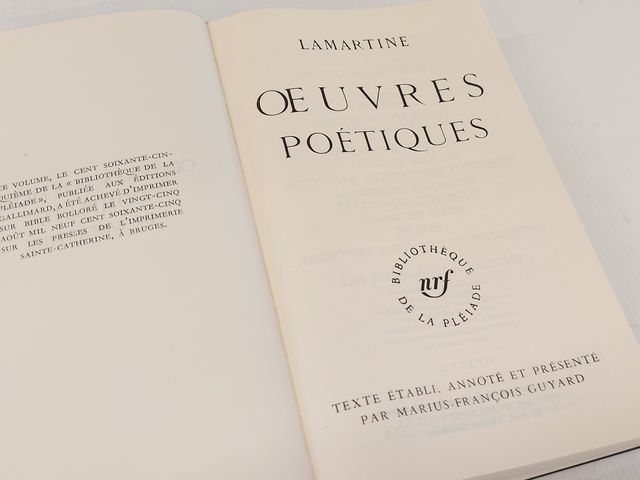 CE VOLUME, LE CENT SOIXANTE-CIN-
QUIÈME DE LA « BIBLIOTHÈQUE DE LA
PLÉIADE », PUBLIÉE AUX ÉDITIONS
GALLIMARD, A ÉTÉ ACHEVÉ D'IMPRIMER
SUR BIBLE BOLLORÉ LE VINGT-CINQ
AOÛT MIL NEUF CENT SOIXANTE-CINQ
SUR LES PRESSES DE L'IMPRIMERIE
SAINTE-CATHERINE, À BRUGES.
LAMARTINE
ŒUVRES
POÉTIQUES
BIBLIOTHÈQUE
nrf
DE LA PLÉIADE
TEXTE ÉTABLI, ANNOTÉ ET PRÉSENTÉ
PAR MARIUS-FRANÇOIS GUYARD